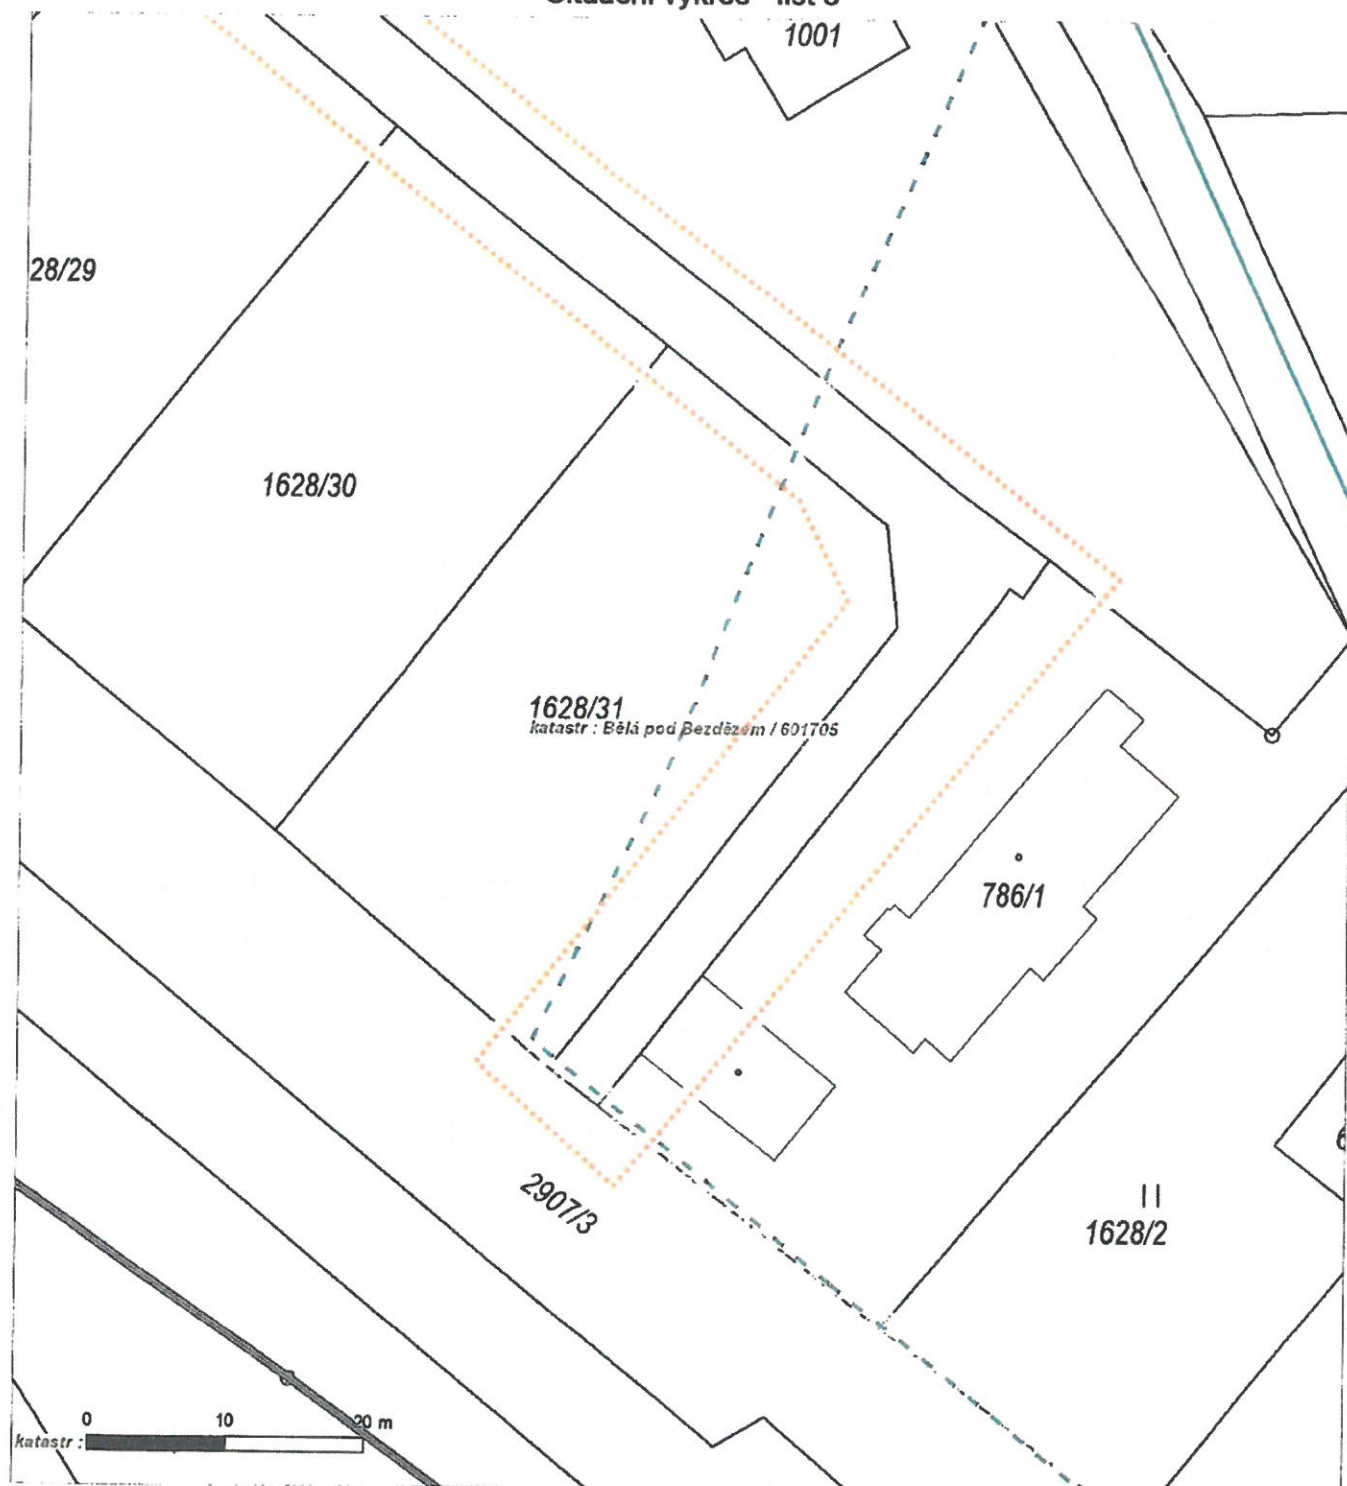 1001
28/29
1628/30
1628/31
katastr : Bělá pod Bezdězem / 601705
786/1
2907/3
1628/2
0 10 20 m
katastr :